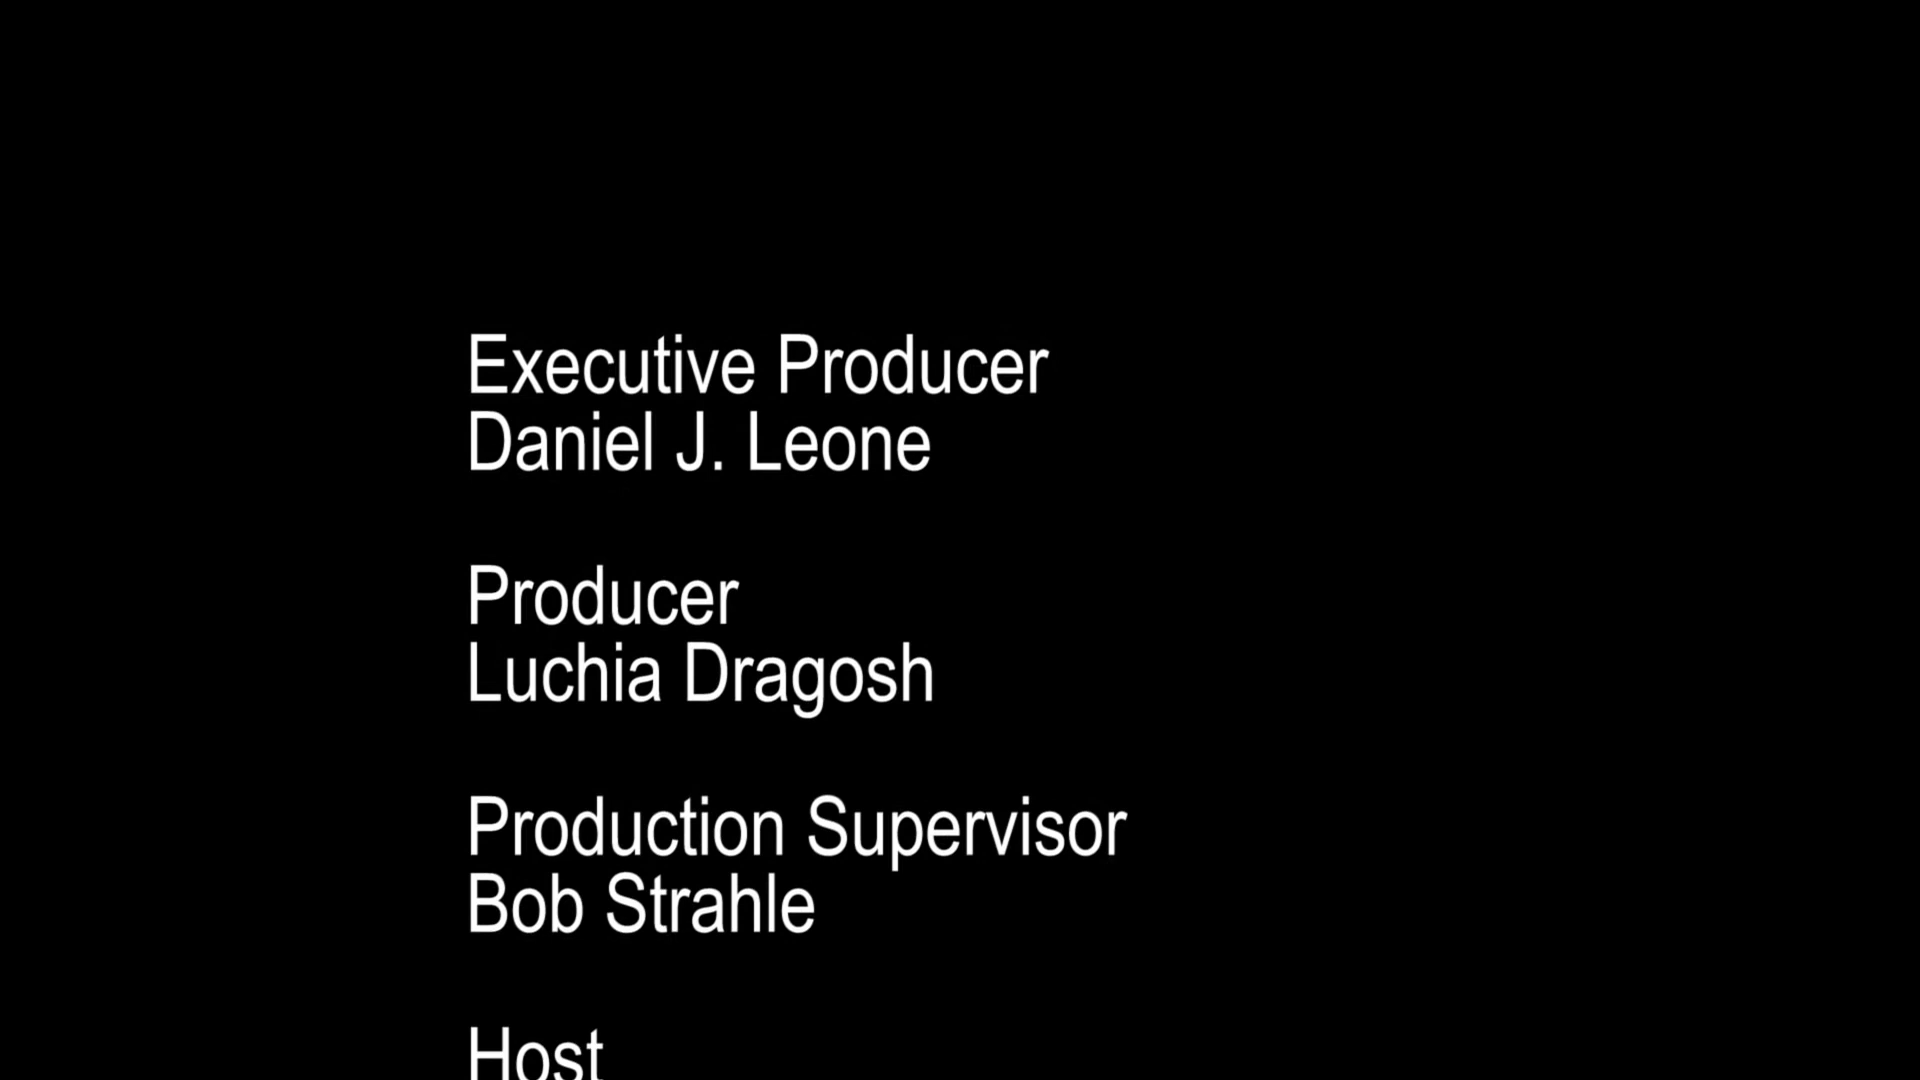 Executive Producer
Daniel J. Leone
Producer
Luchia Dragosh
Production Supervisor
Bob Strahle
Host